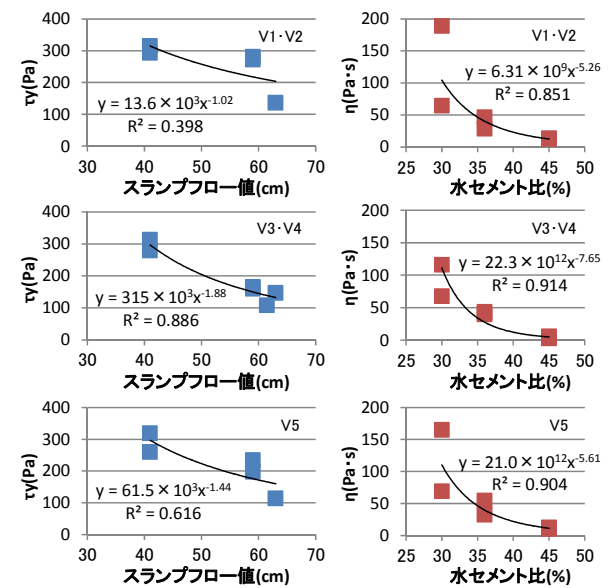 400
300
200
100
0
τy(Pa)
V1・V2
y = 13.6 × 10³x⁻¹·⁰²
R² = 0.398
30 40 50 60 70
スランプフロー値(cm)
200
150
100
50
0
η(Pa・s)
V1・V2
y = 6.31 × 10⁹x⁻⁵·²⁶
R² = 0.851
25 30 35 40 45 50
水セメント比(%)
400
300
200
100
0
τy(Pa)
V3・V4
y = 315 × 10³x⁻¹·⁸⁸
R² = 0.886
30 40 50 60 70
スランプフロー値(cm)
200
150
100
50
0
η(Pa・s)
V3・V4
y = 22.3 × 10¹²x⁻⁷·⁶⁵
R² = 0.914
25 30 35 40 45 50
水セメント比(%)
400
300
200
100
0
τy(Pa)
V5
y = 61.5 × 10³x⁻¹·⁴⁴
R² = 0.616
30 40 50 60 70
スランプフロー値(cm)
200
150
100
50
0
η(Pa・s)
V5
y = 21.0 × 10¹²x⁻⁵·⁶¹
R² = 0.904
25 30 35 40 45 50
水セメント比(%)